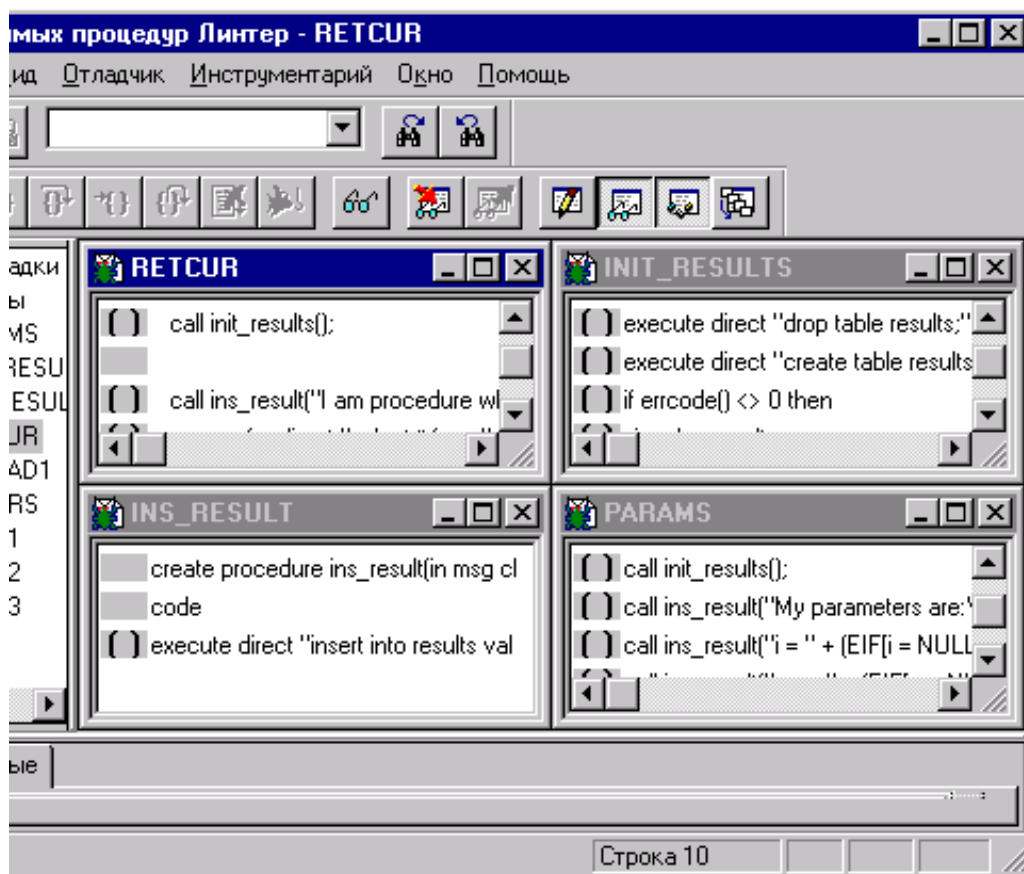 имых процедур Линтер - RETCUR
ид Отладчик Инструментарий Окно Помощь
адки
ы
MS
RESU
ESUL
UR
AD1
RS
1
2
3
RETCUR
call init_results();
call ins_result("I am procedure wl
INIT_RESULTS
execute direct "drop table results;"
execute direct "create table results
if errcode() <> 0 then
INS_RESULT
create procedure ins_result(in msg cl
code
execute direct "insert into results val
PARAMS
call init_results();
call ins_result("My parameters are:"
call ins_result("i = " + (EIF[i = NULL
ые
Строка 10